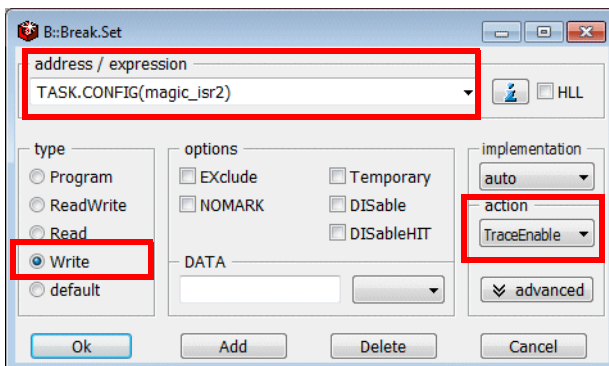 B::Break.Set
address / expression
TASK.CONFIG(magic_isr2)
HLL
type
options
implementation
Program
EXclude
Temporary
auto
ReadWrite
NOMARK
DISable
action
Read
DISableHIT
TraceEnable
Write
DATA
default
advanced
Ok
Add
Delete
Cancel